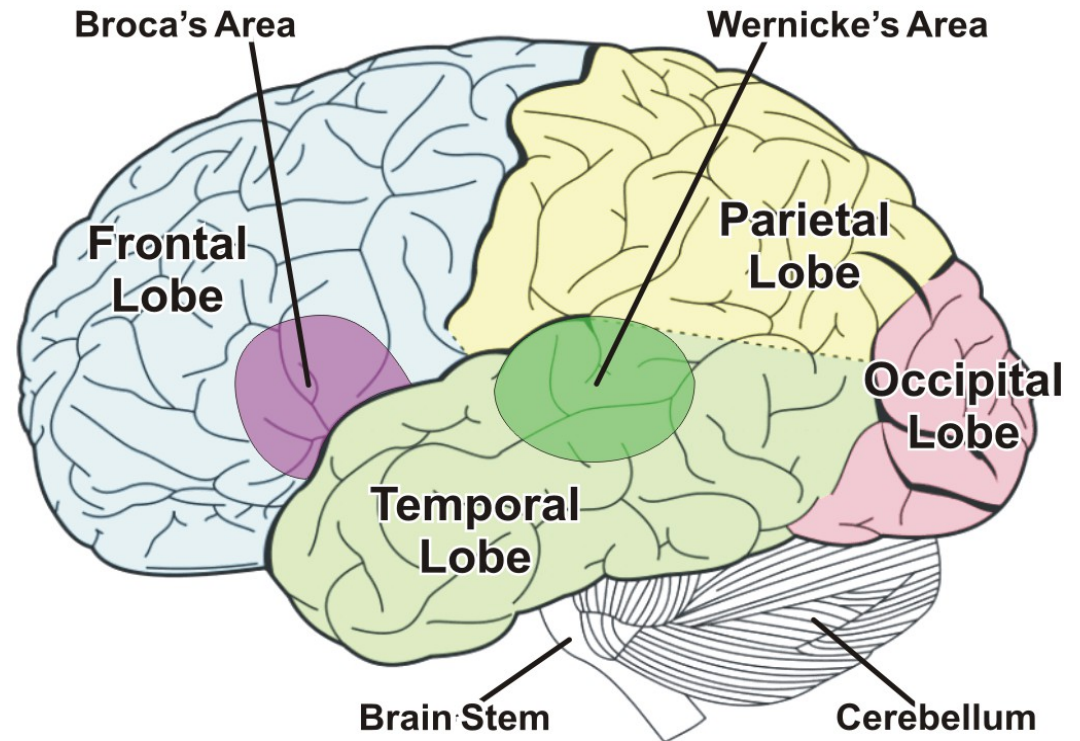 Broca's Area
Wernicke's Area
Frontal
Lobe
Parietal
Lobe
Occipital
Lobe
Temporal
Lobe
Brain Stem
Cerebellum